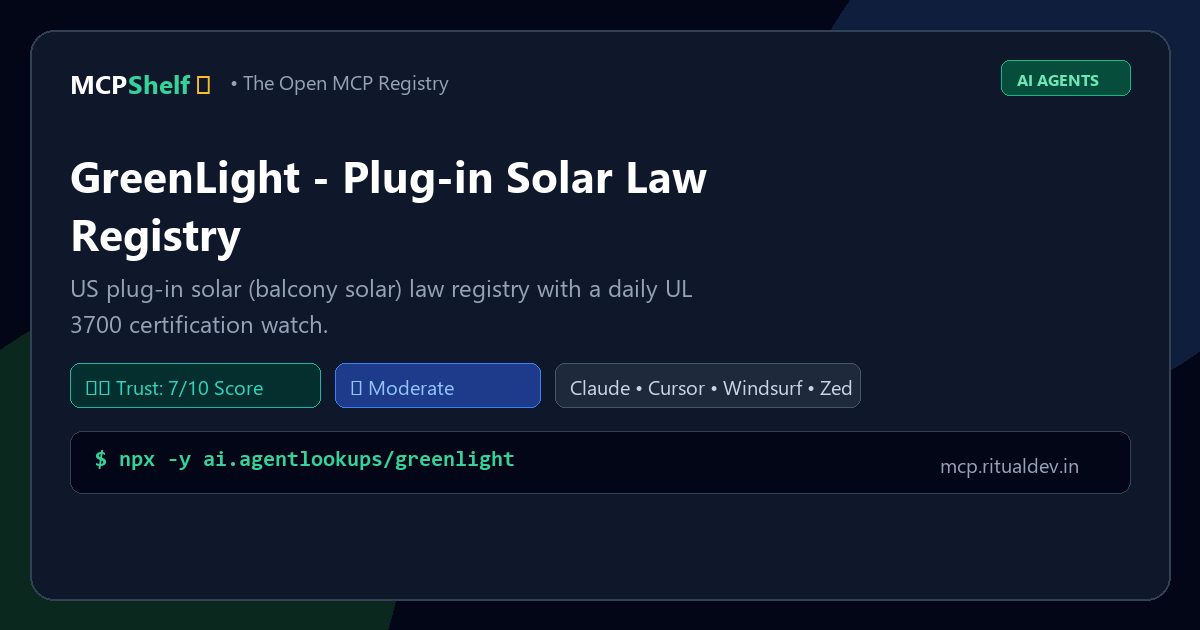 MCPShelf • The Open MCP Registry
AI AGENTS
GreenLight - Plug-in Solar Law
Registry
US plug-in solar (balcony solar) law registry with a daily UL
3700 certification watch.
Trust: 7/10 Score
Moderate
Claude • Cursor • Windsurf • Zed
$ npx -y ai.agentlookups/greenlight
mcp.ritualdev.in